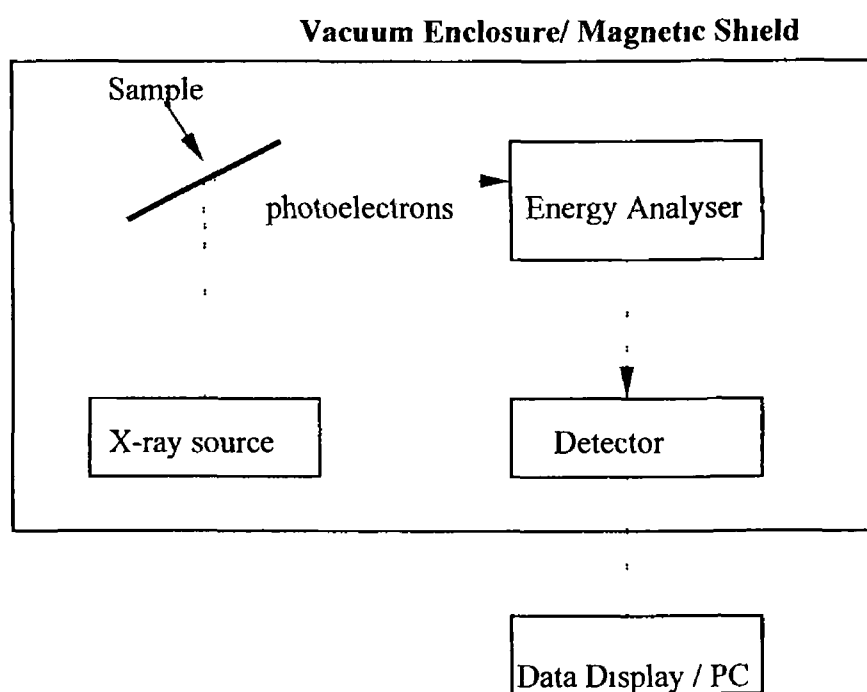 Vacuum Enclosure/ Magnetic Shield
Sample
photoelectrons
Energy Analyser
X-ray source
Detector
Data Display / PC